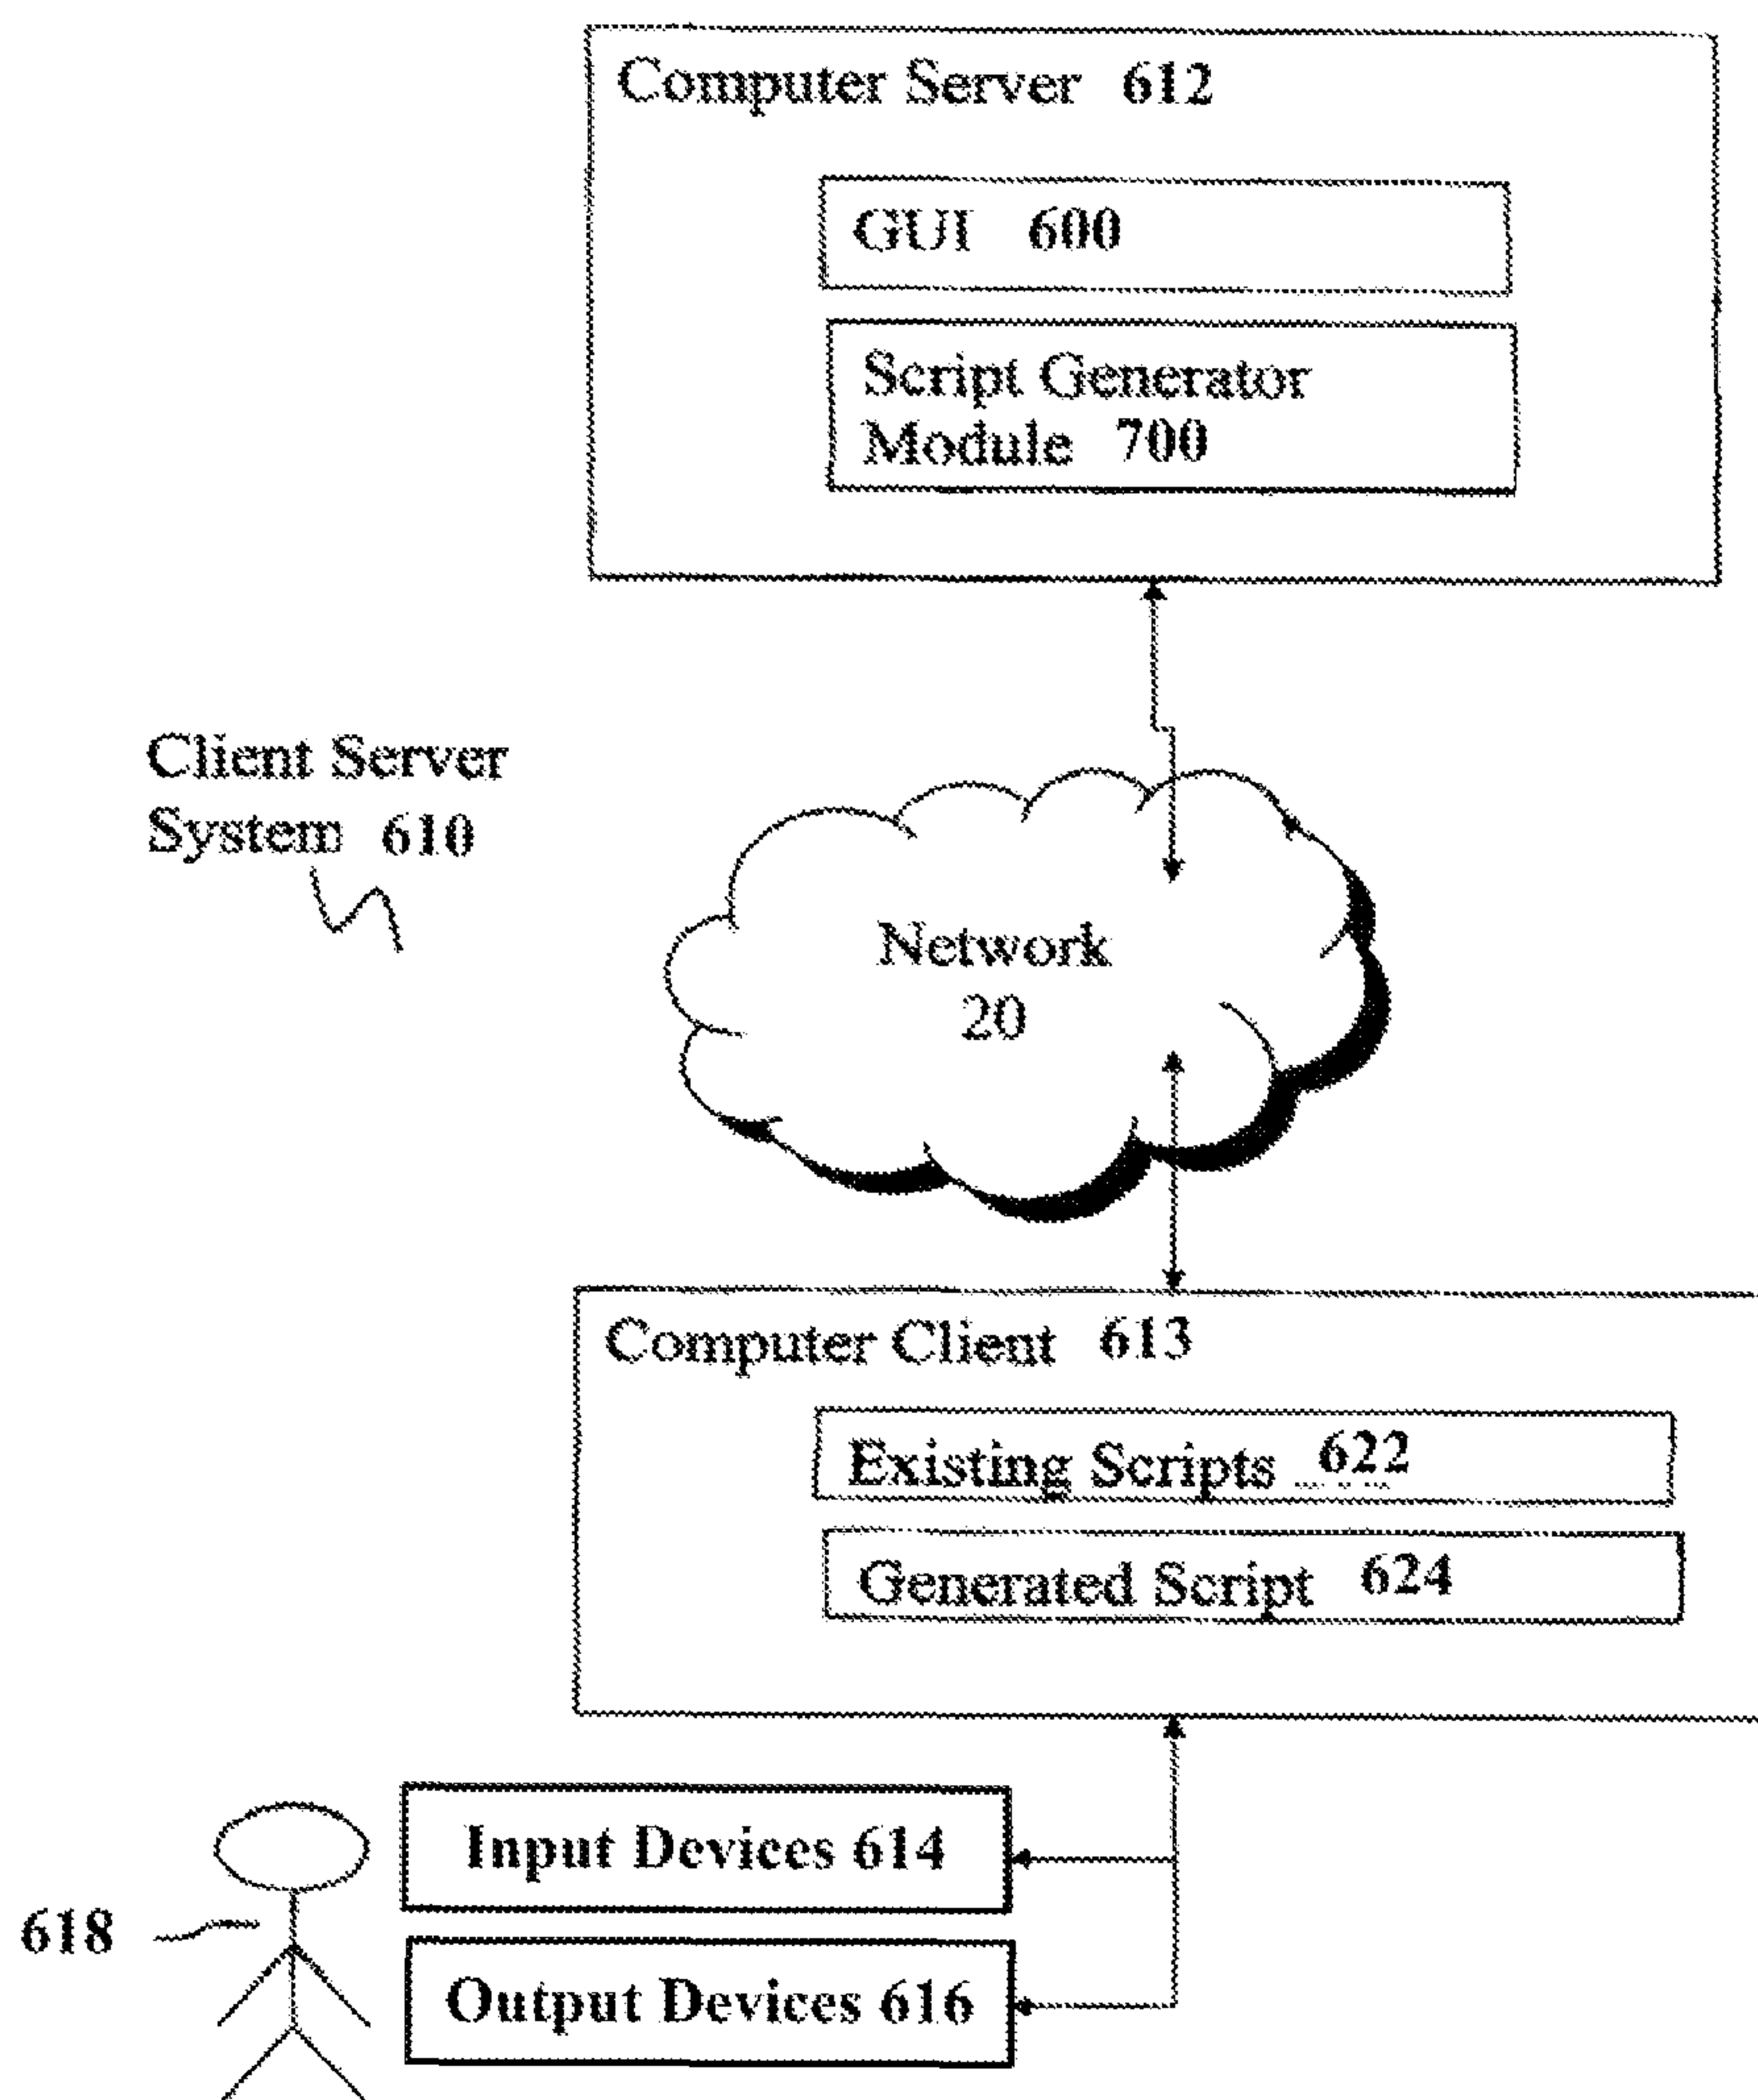 Computer Server 612
GUI 600
Script Generator
Module 700
Client Server
System 610
Network
20
Computer Client 613
Existing Scripts 622
Generated Script 624
Input Devices 614
618
Output Devices 616